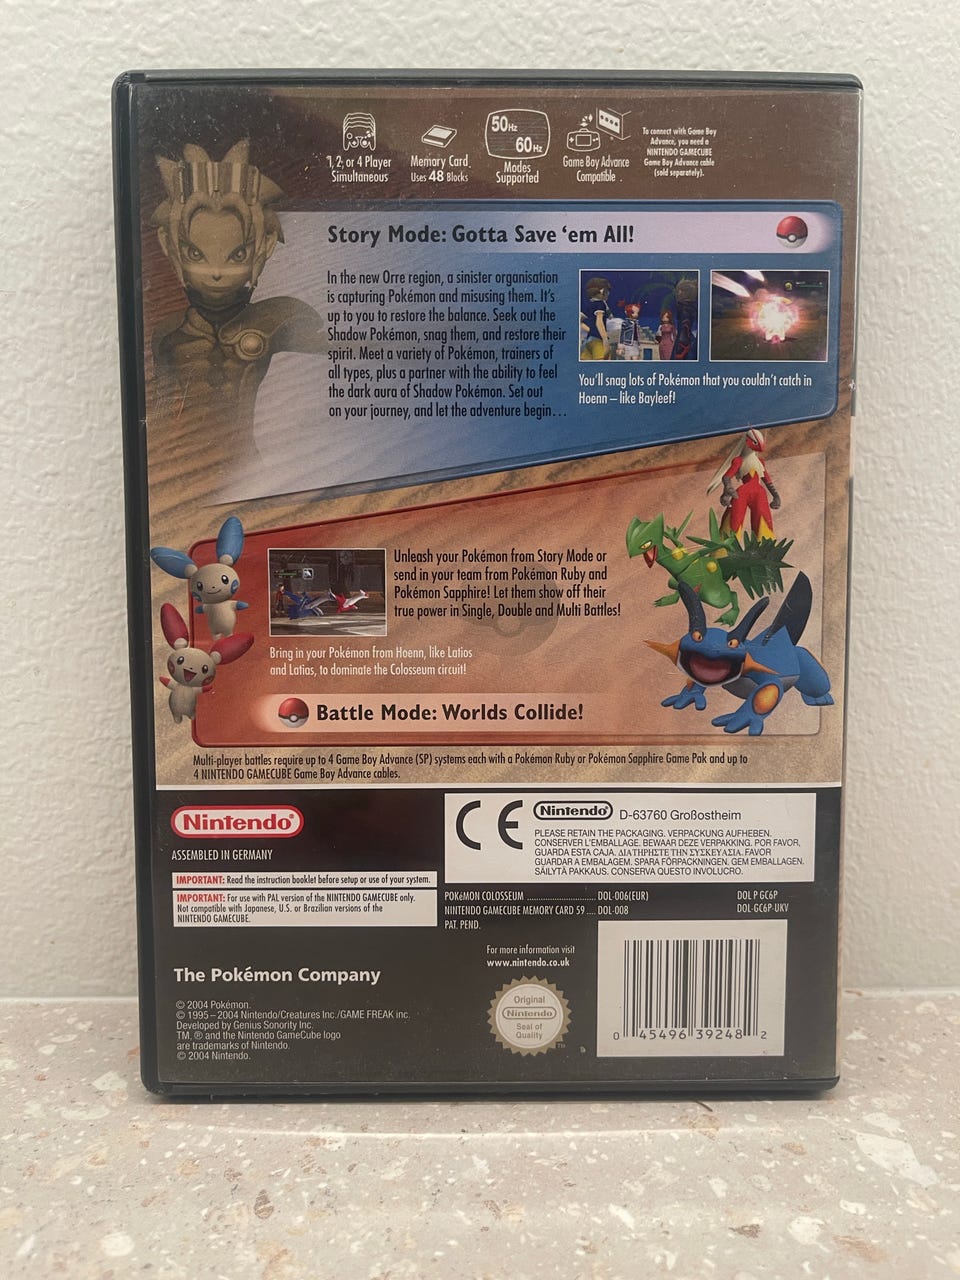 1, 2, or 4 Player
Simultaneous
Memory Card
Uses 48 Blocks
50Hz
60Hz
Modes
Supported
Game Boy Advance
Compatible.
To connect with Game Boy
Advance, you need a
NINTENDO GAMECUBE
Game Boy Advance cable
(sold separately).
Story Mode: Gotta Save ‘em All!
In the new Orre region, a sinister organisation
is capturing Pokémon and misusing them. It’s
up to you to restore the balance. Seek out the
Shadow Pokémon, snag them, and restore their
spirit. Meet a variety of Pokémon, trainers of
all types, plus a partner with the ability to feel
the dark aura of Shadow Pokémon. Set out
on your journey, and let the adventure begin…
You’ll snag lots of Pokémon that you couldn’t catch in
Hoenn – like Bayleef!
Unleash your Pokémon from Story Mode or
send in your team from Pokémon Ruby and
Pokémon Sapphire! Let them show off their
true power in Single, Double and Multi Battles!
Bring in your Pokémon from Hoenn, like Latios
and Latias, to dominate the Colosseum circuit!
Battle Mode: Worlds Collide!
Multi-player battles require up to 4 Game Boy Advance (SP) systems each with a Pokémon Ruby or Pokémon Sapphire Game Pak and up to
4 NINTENDO GAMECUBE Game Boy Advance cables.
Nintendo®
ASSEMBLED IN GERMANY
IMPORTANT: Read the instruction booklet before setup or use of your system.
IMPORTANT: For use with PAL version of the NINTENDO GAMECUBE only.
Not compatible with Japanese, U.S. or Brazilian versions of the
NINTENDO GAMECUBE.
CE Nintendo® D-63760 Großostheim
PLEASE RETAIN THE PACKAGING. VERPACKUNG AUFHEBEN.
CONSERVER L’EMBALLAGE. BEWAAR DEZE VERPAKKING. POR FAVOR,
GUARDA ESTA CAJA. ΔΙΑΤΗΡΗΣΤΕ ΤΗΝ ΣΥΣΚΕΥΑΣΙΑ. FAVOR
GUARDAR A EMBALAGEM. SPARA FÖRPACKNINGEN. GEM EMBALLAGEN.
SÄILYTÄ PAKKAUS. CONSERVA QUESTO INVOLUCRO.
POKéMON COLOSSEUM ........................ DOL-006(EUR) DOL P GC6P
NINTENDO GAMECUBE MEMORY CARD 59 .... DOL-008 DOL-GC6P-UKV
PAT. PEND.
For more information visit
www.nintendo.co.uk
The Pokémon Company
© 2004 Pokémon.
© 1995–2004 Nintendo/Creatures Inc./GAME FREAK inc.
Developed by Genius Sonority Inc.
TM, ® and the Nintendo GameCube logo
are trademarks of Nintendo.
© 2004 Nintendo.
Original
Nintendo
Seal of
Quality
TM
0 45496 39248 2